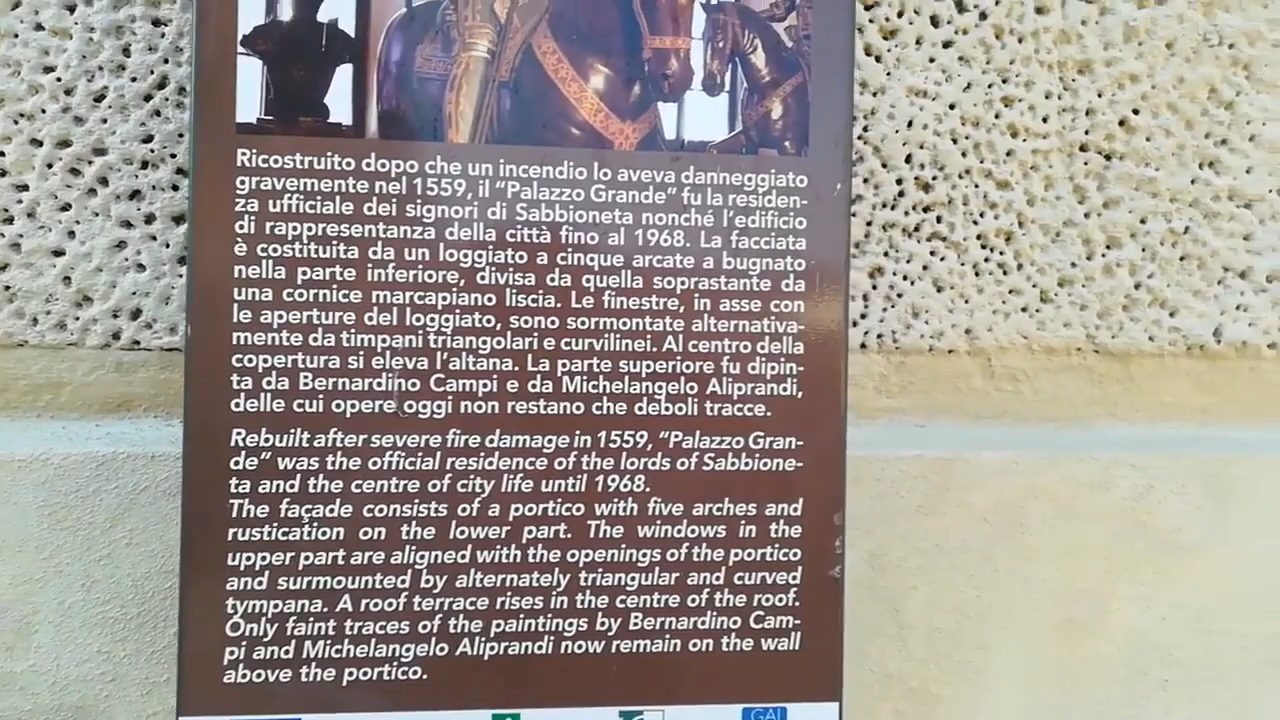 Ricostruito dopo che un incendio lo aveva danneggiato
gravemente nel 1559, il “Palazzo Grande” fu la residen-
za ufficiale dei signori di Sabbioneta nonché l’edificio
di rappresentanza della città fino al 1968. La facciata
è costituita da un loggiato a cinque arcate a bugnato
nella parte inferiore, divisa da quella soprastante da
una cornice marcapiano liscia. Le finestre, in asse con
le aperture del loggiato, sono sormontate alternativa-
mente da timpani triangolari e curvilinei. Al centro della
copertura si eleva l’altana. La parte superiore fu dipin-
ta da Bernardino Campi e da Michelangelo Aliprandi,
delle cui opere oggi non restano che deboli tracce.
Rebuilt after severe fire damage in 1559, “Palazzo Gran-
de” was the official residence of the lords of Sabbione-
ta and the centre of city life until 1968.
The façade consists of a portico with five arches and
rustication on the lower part. The windows in the
upper part are aligned with the openings of the portico
and surmounted by alternately triangular and curved
tympana. A roof terrace rises in the centre of the roof.
Only faint traces of the paintings by Bernardino Cam-
pi and Michelangelo Aliprandi now remain on the wall
above the portico.
GAL